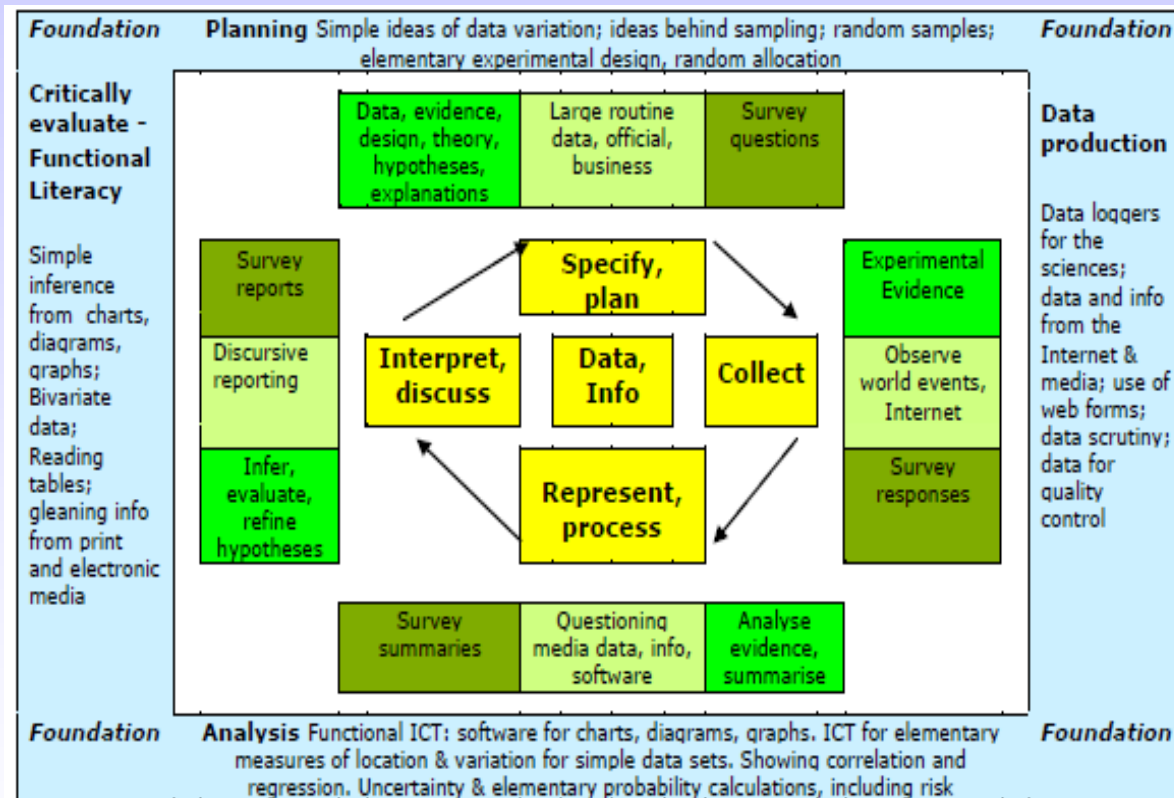 Foundation
Planning Simple ideas of data variation; ideas behind sampling; random samples;
elementary experimental design, random allocation
Foundation
Critically
evaluate -
Functional
Literacy
Simple
inference
from charts,
diagrams,
graphs;
Bivariate
data;
Reading
tables;
gleaning info
from print
and electronic
media
Data, evidence,
design, theory,
hypotheses,
explanations
Large routine
data, official,
business
Survey
questions
Survey
reports
Discursive
reporting
Infer,
evaluate,
refine
hypotheses
Specify,
plan
Interpret,
discuss
Data,
Info
Collect
Represent,
process
Experimental
Evidence
Observe
world events,
Internet
Survey
responses
Survey
summaries
Questioning
media data, info,
software
Analyse
evidence,
summarise
Data
production
Data loggers
for the
sciences;
data and info
from the
Internet &
media; use of
web forms;
data scrutiny;
data for
quality
control
Foundation
Analysis Functional ICT: software for charts, diagrams, graphs. ICT for elementary
measures of location & variation for simple data sets. Showing correlation and
regression. Uncertainty & elementary probability calculations, including risk
Foundation